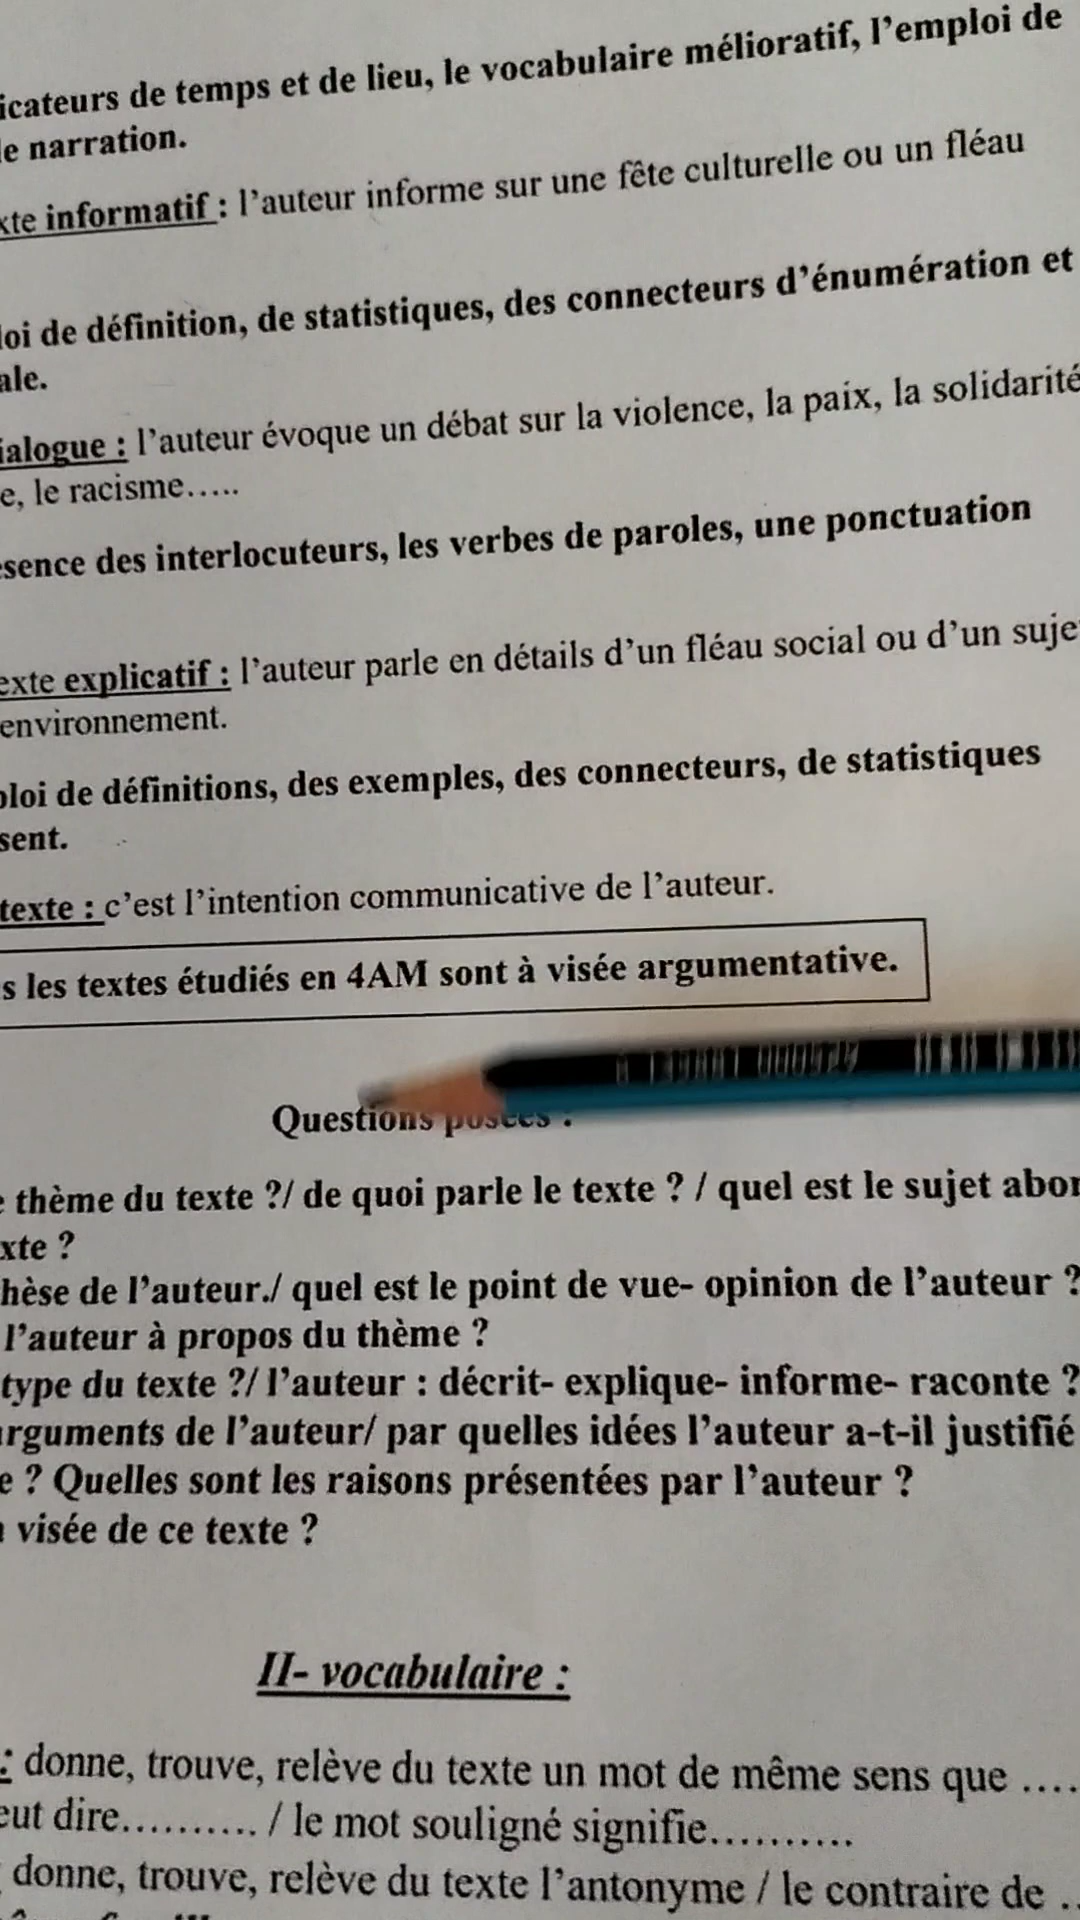 icateurs de temps et de lieu, le vocabulaire mélioratif, l’emploi de
le narration.
xte informatif : l’auteur informe sur une fête culturelle ou un fléau
loi de définition, de statistiques, des connecteurs d’énumération et
ale.
ialogue : l’auteur évoque un débat sur la violence, la paix, la solidarité
e, le racisme…..
sence des interlocuteurs, les verbes de paroles, une ponctuation
exte explicatif : l’auteur parle en détails d’un fléau social ou d’un suje
environnement.
ploi de définitions, des exemples, des connecteurs, de statistiques
sent.
texte : c’est l’intention communicative de l’auteur.
s les textes étudiés en 4AM sont à visée argumentative.
Questions posées :
e thème du texte ?/ de quoi parle le texte ? / quel est le sujet abor
xte ?
hèse de l’auteur./ quel est le point de vue- opinion de l’auteur ?
l’auteur à propos du thème ?
type du texte ?/ l’auteur : décrit- explique- informe- raconte ?
rguments de l’auteur/ par quelles idées l’auteur a-t-il justifié
e ? Quelles sont les raisons présentées par l’auteur ?
a visée de ce texte ?
II- vocabulaire :
: donne, trouve, relève du texte un mot de même sens que ….
eut dire………. / le mot souligné signifie……….
donne, trouve, relève du texte l’antonyme / le contraire de ..